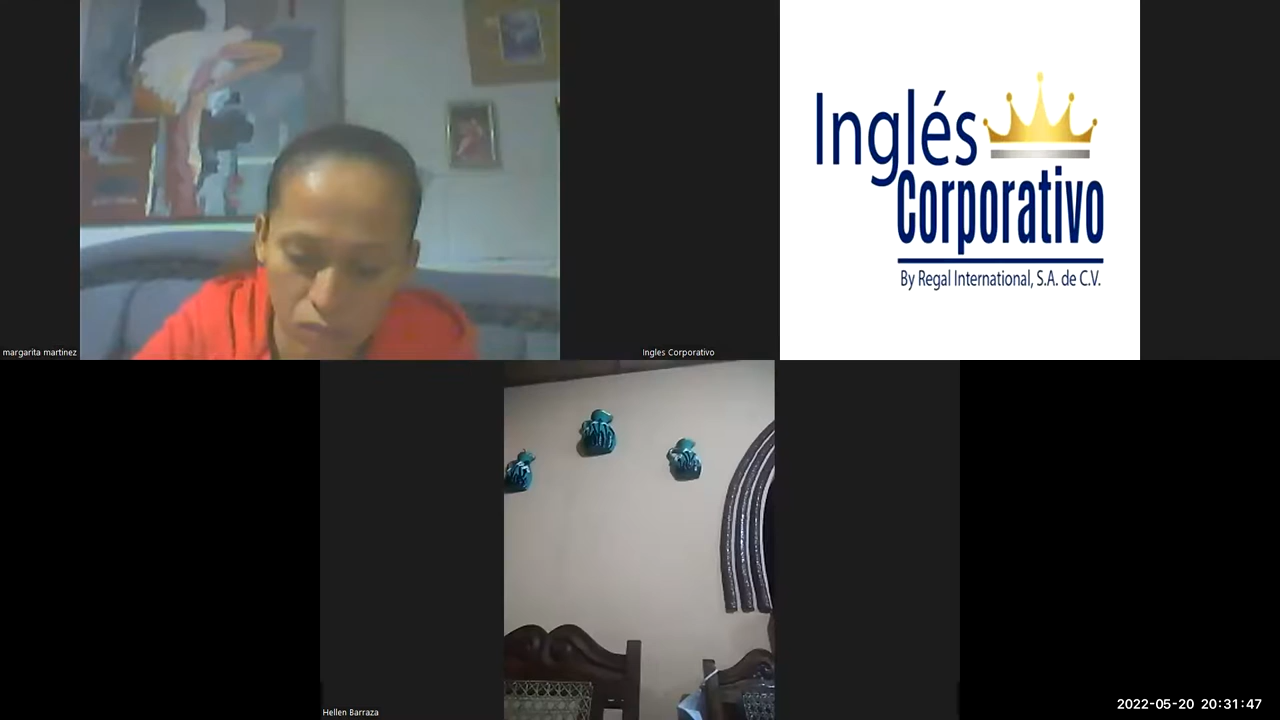 Inglés
Corporativo
By Regal International, S.A. de C.V.
margarita martinez
Ingles Corporativo
Hellen Barraza
2022-05-20 20:31:47